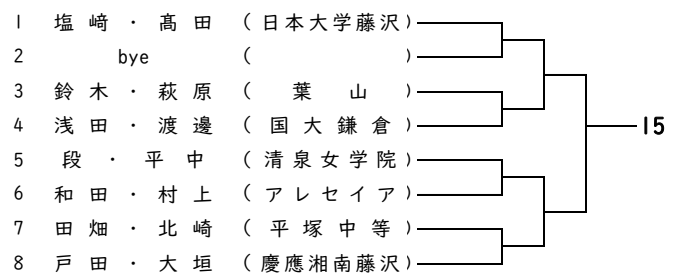 1 塩﨑・髙田 (日本大学藤沢)
2 bye ( )
3 鈴木・萩原 (葉山)
4 浅田・渡邊 (国大鎌倉)
15
5 段・平中 (清泉女学院)
6 和田・村上 (アレセイア)
7 田畑・北崎 (平塚中等)
8 戸田・大垣 (慶應湘南藤沢)